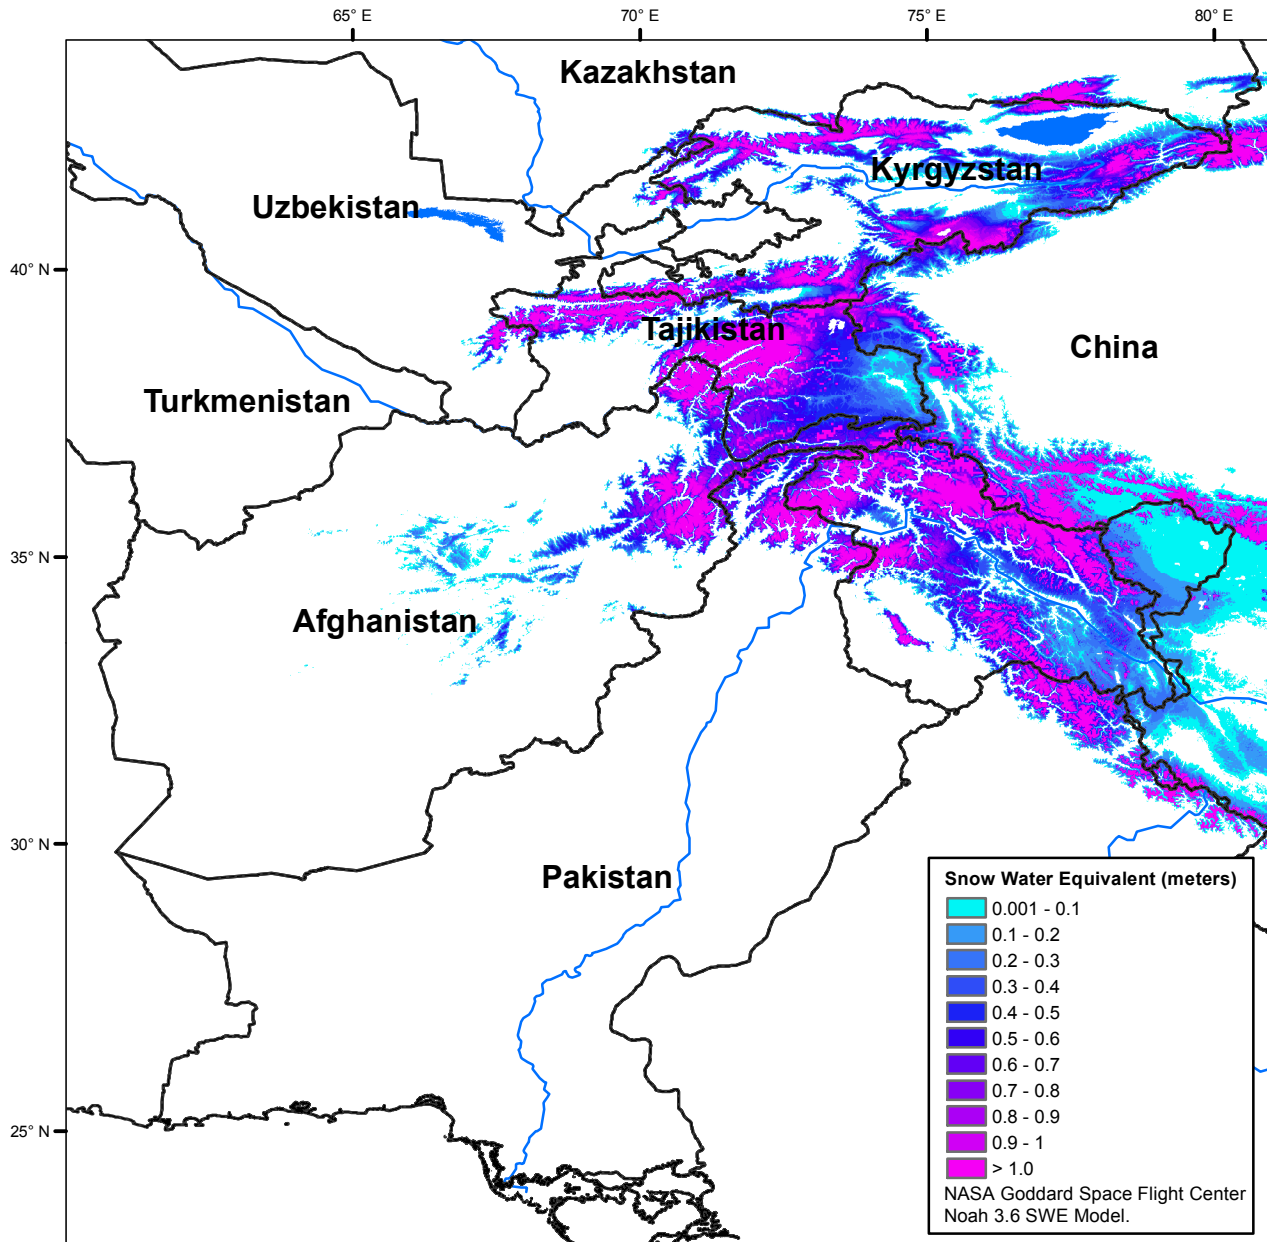 65° E
70° E
75° E
80° E
Kazakhstan
Kyrgyzstan
Uzbekistan
40° N
Tajikistan
China
Turkmenistan
35° N
Afghanistan
30° N
Pakistan
25° N
Snow Water Equivalent (meters)
0.001 - 0.1
0.1 - 0.2
0.2 - 0.3
0.3 - 0.4
0.4 - 0.5
0.5 - 0.6
0.6 - 0.7
0.7 - 0.8
0.8 - 0.9
0.9 - 1
> 1.0
NASA Goddard Space Flight Center
Noah 3.6 SWE Model.